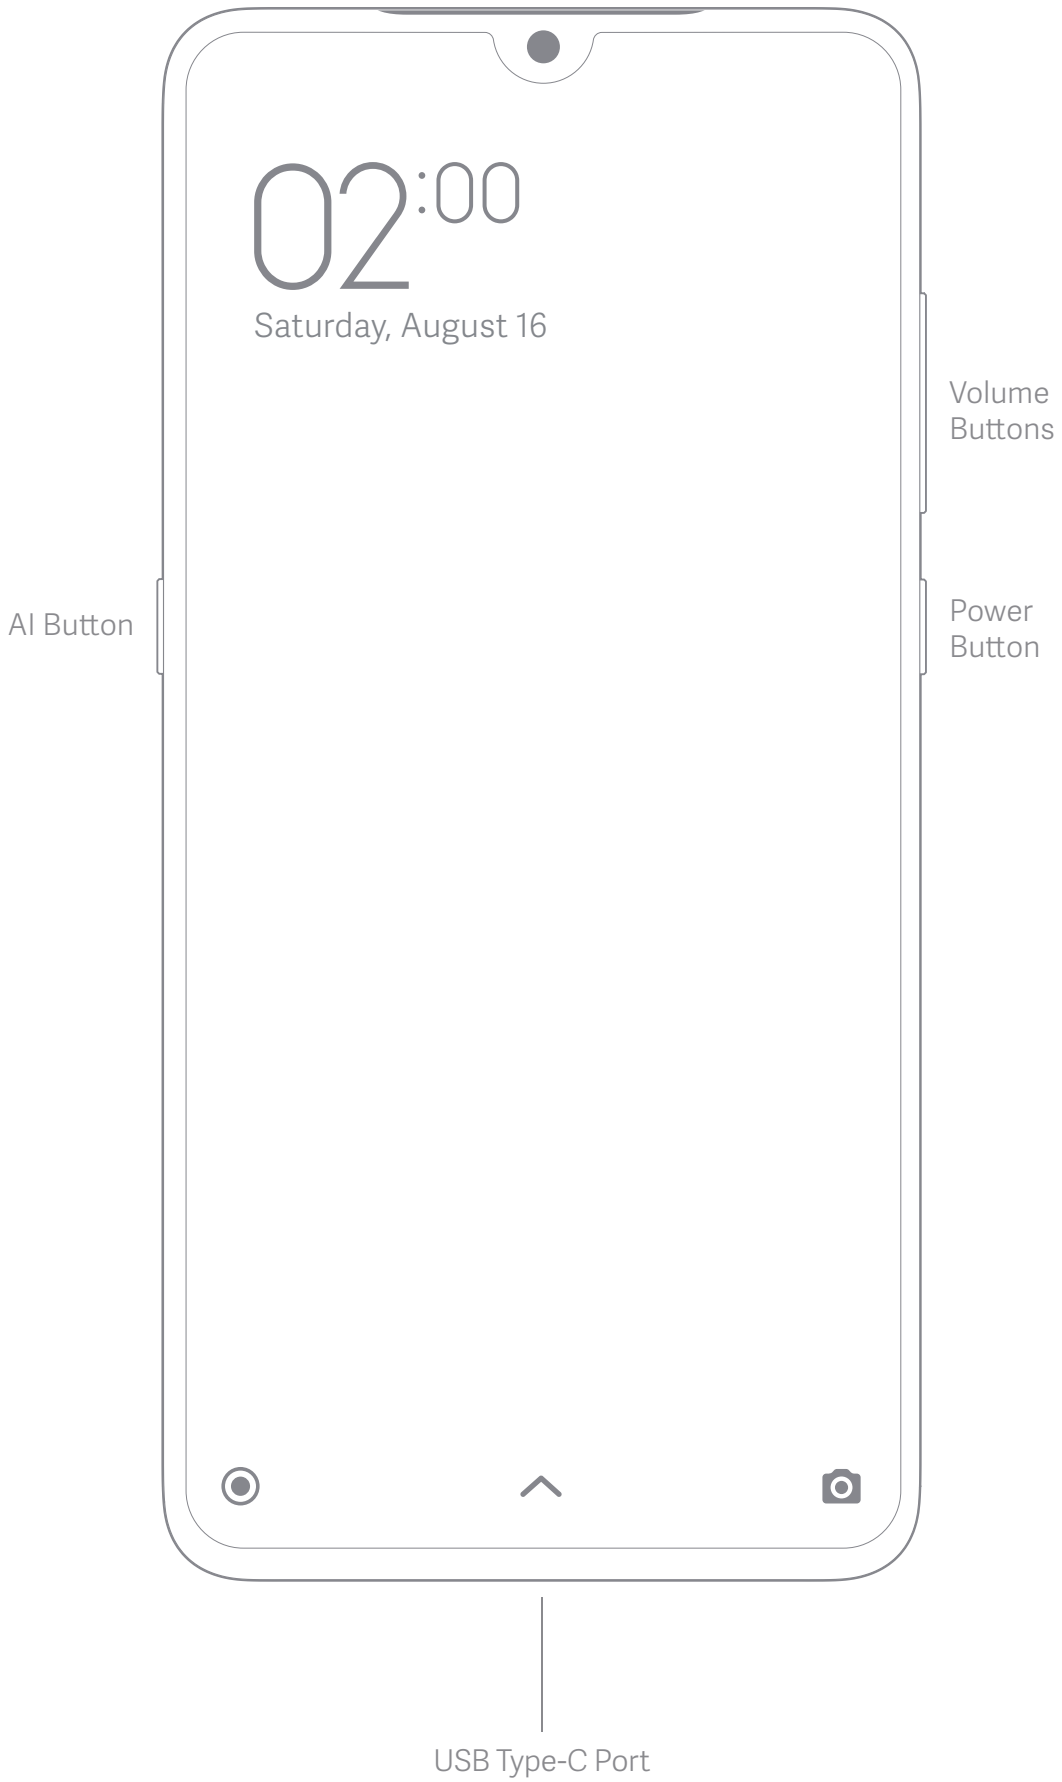 02:00
Saturday, August 16
Volume
Buttons
AI Button
Power
Button
USB Type-C Port